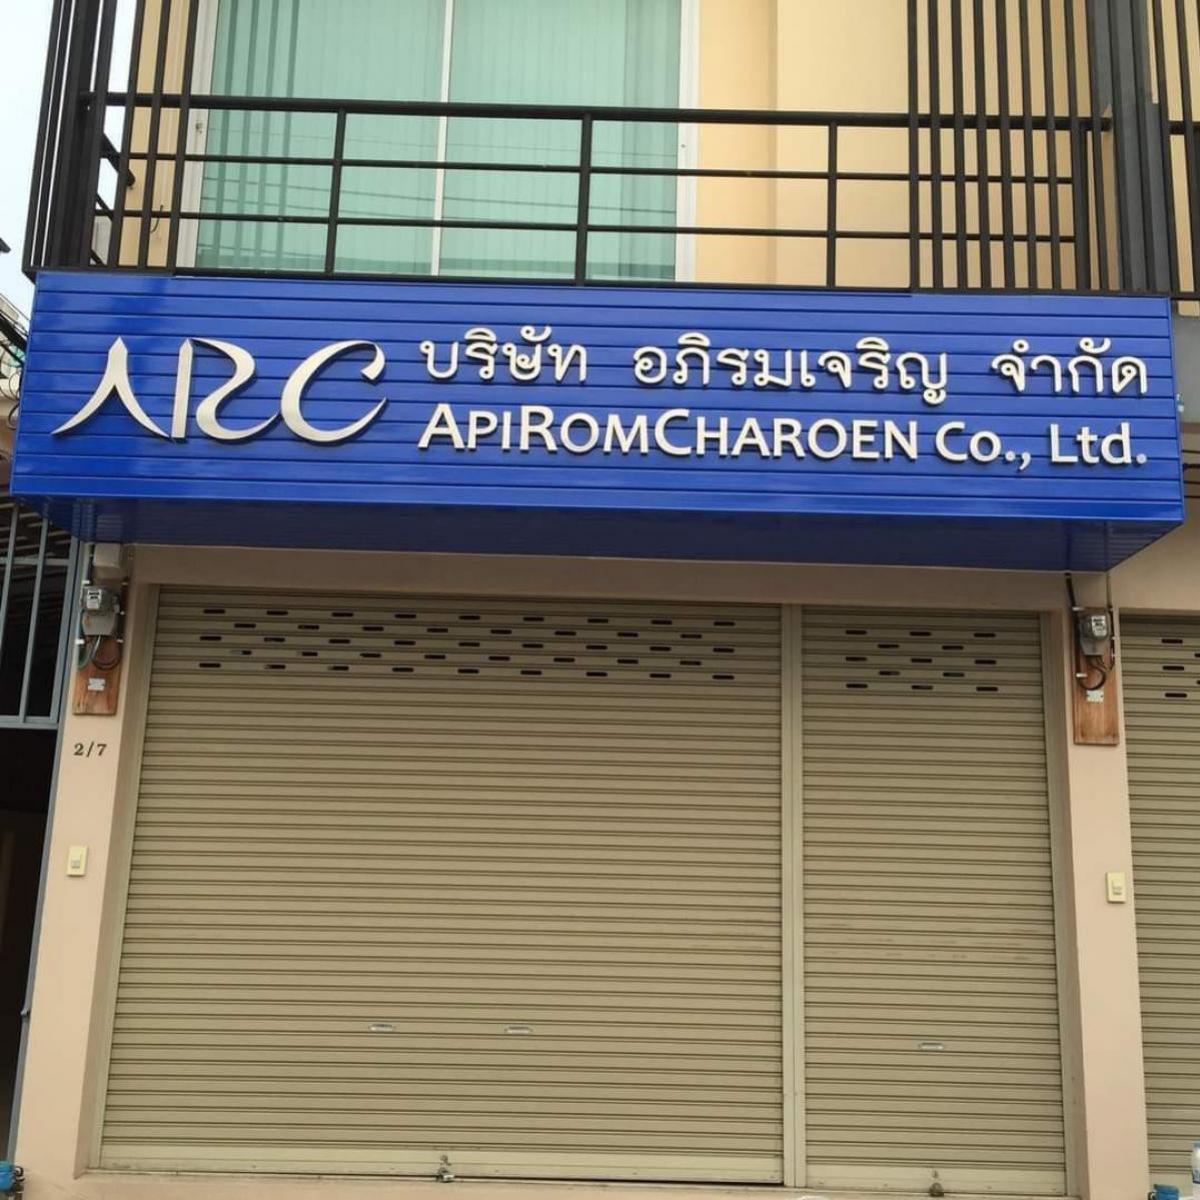 ARC
บริษัท อภิรมเจริญ จำกัด
APIROMCHAROEN Co., Ltd.
2/7